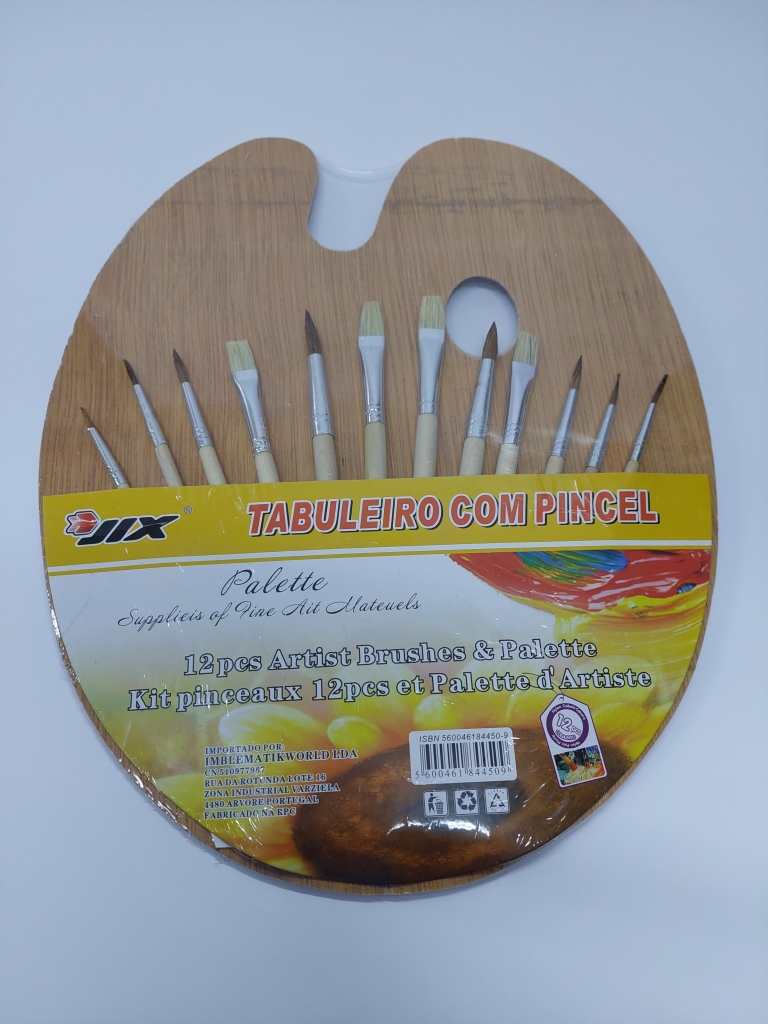 JIX ®
TABULEIRO COM PINCEL
Palette
Supplieis of Fine Ait Mateuels
12pcs Artist Brushes & Palette
Kit pinceaux 12pcs et Palette d'Artiste
IMPORTADO POR:
IMBLEMATIKWORLD LDA
CN 510977987
RUA DA ROTUNDA LOTE 16
ZONA INDUSTRIAL VARZIELA
4480 ARVORE PORTUGAL
FABRICADO NA RPC
ISBN 560046184450-9
5 600461 844509
12